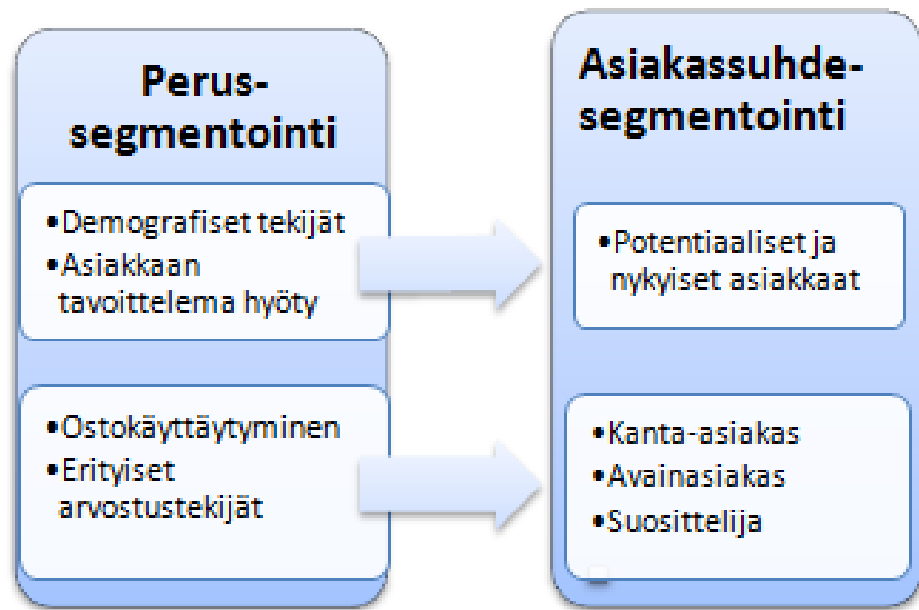 Perus-
segmentointi
•Demografiset tekijät
•Asiakkaan
tavoittelema hyöty
•Ostokäyttäytyminen
•Erityiset
arvostustekijät
Asiakassuhde-
segmentointi
•Potentiaaliset ja
nykyiset asiakkaat
•Kanta-asiakas
•Avainasiakas
•Suosittelija